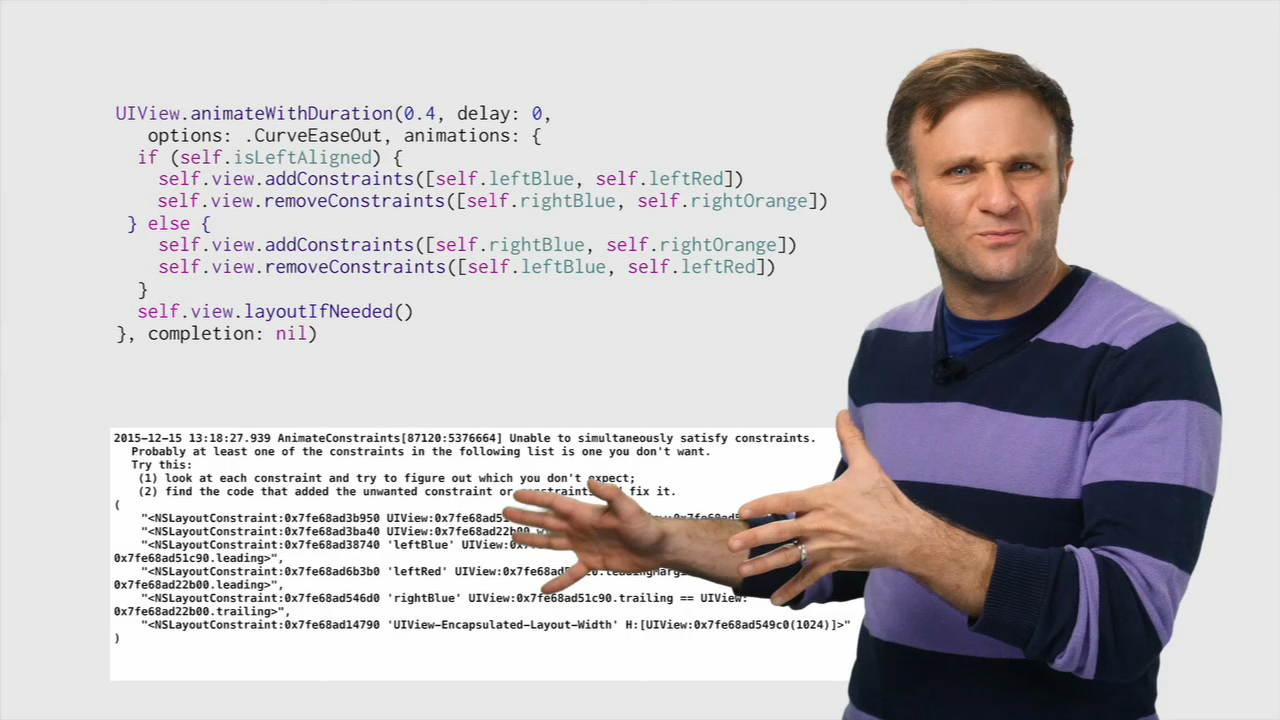 UIView.animateWithDuration(0.4, delay: 0,
options: .CurveEaseOut, animations: {
if (self.isLeftAligned) {
self.view.addConstraints([self.leftBlue, self.leftRed])
self.view.removeConstraints([self.rightBlue, self.rightOrange])
} else {
self.view.addConstraints([self.rightBlue, self.rightOrange])
self.view.removeConstraints([self.leftBlue, self.leftRed])
}
self.view.layoutIfNeeded()
}, completion: nil)
2015-12-15 13:18:27.939 AnimateConstraints[87120:5376664] Unable to simultaneously satisfy constraints.
Probably at least one of the constraints in the following list is one you don't want.
Try this:
(1) look at each constraint and try to figure out which you don't expect;
(2) find the code that added the unwanted constraint or constraints fix it.
(
"<NSLayoutConstraint:0x7fe68ad3b950
"<NSLayoutConstraint:0x7fe68ad3ba40 UIView:0x7fe68ad22b00
"<NSLayoutConstraint:0x7fe68ad38740 'leftBlue'
0x7fe68ad51c90.leading>",
"<NSLayoutConstraint:0x7fe68ad6b3b0 'leftRed'
0x7fe68ad22b00.leading>",
"<NSLayoutConstraint:0x7fe68ad546d0 'rightBlue' UIView:0x7fe68ad51c90.trailing == UIView:
0x7fe68ad22b00.trailing>",
"<NSLayoutConstraint:0x7fe68ad14790 'UIView-Encapsulated-Layout-Width' H:[UIView:0x7fe68ad549c0(1024)]>"
)